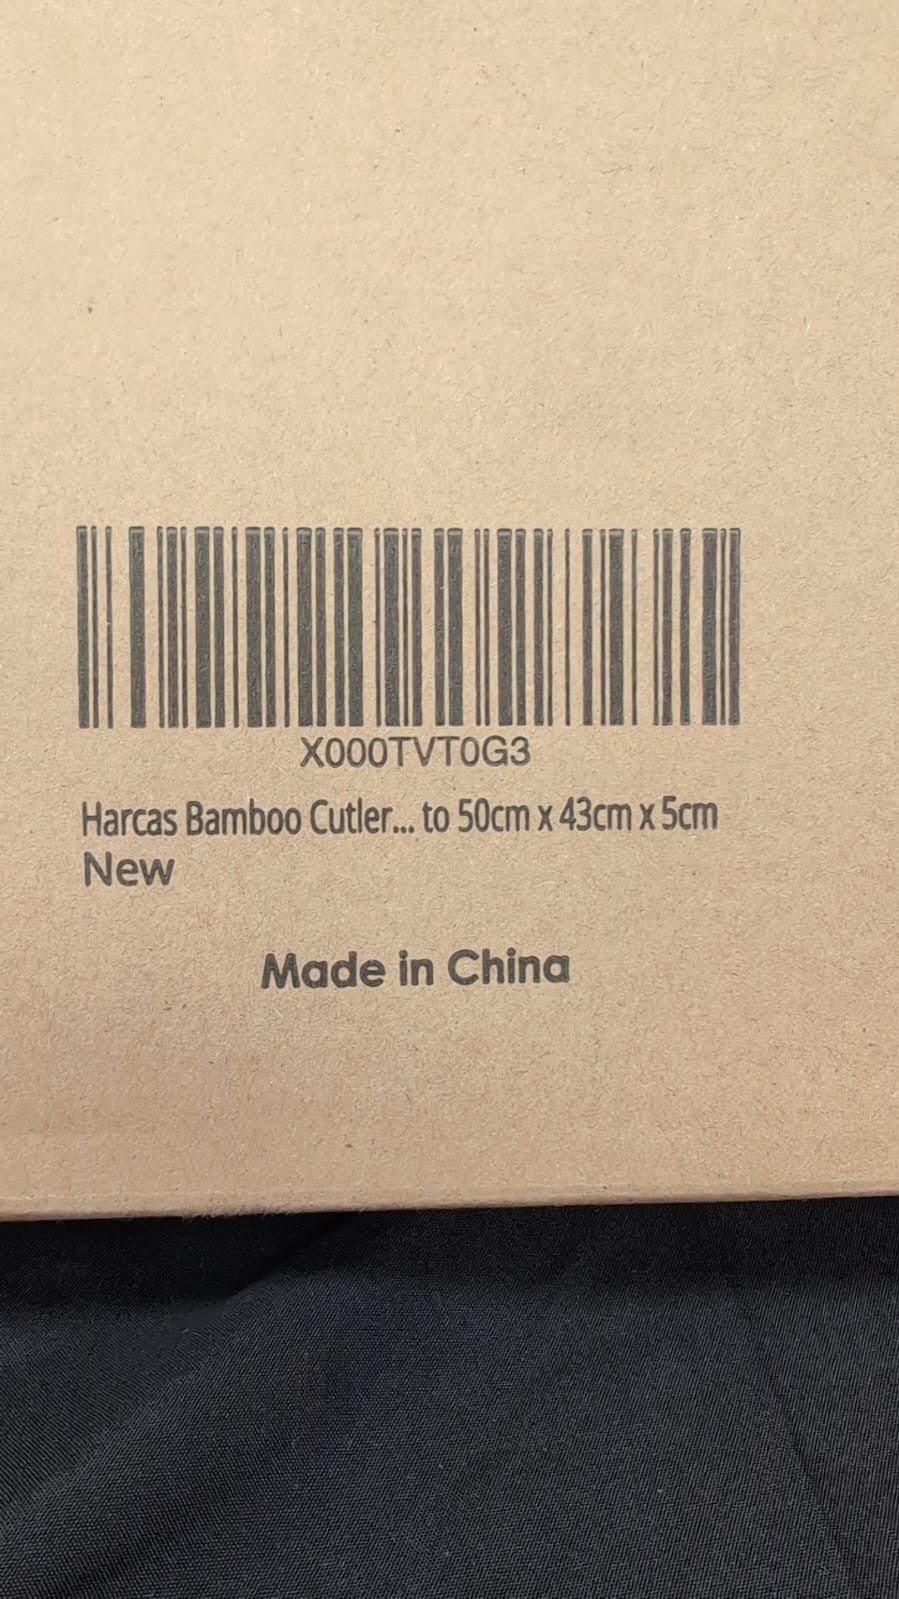 X000TVT0G3
Harcas Bamboo Cutler... to 50cm x 43cm x 5cm
New
Made in China